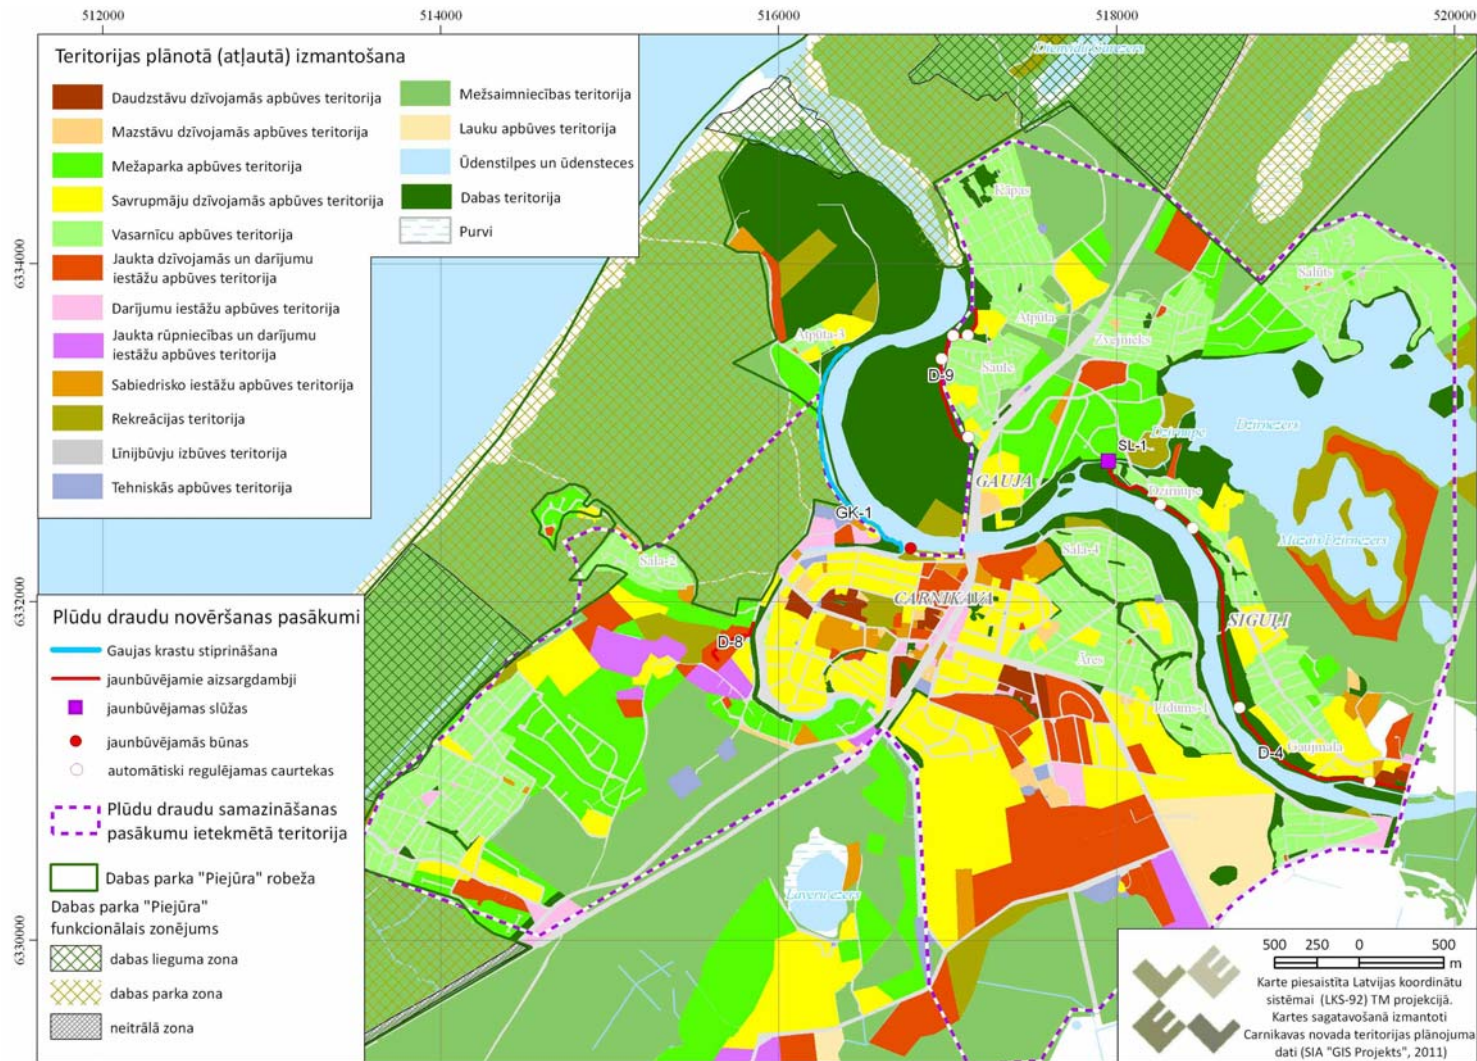 512000
514000
516000
518000
520000
6334000
6332000
6330000
Teritorijas plānotā (atļautā) izmantošana
Daudzstāvu dzīvojamās apbūves teritorija
Mazstāvu dzīvojamās apbūves teritorija
Mežaparka apbūves teritorija
Savrupmāju dzīvojamās apbūves teritorija
Vasarnīcu apbūves teritorija
Jaukta dzīvojamās un darījumu
iestāžu apbūves teritorija
Darījumu iestāžu apbūves teritorija
Jaukta rūpniecības un darījumu
iestāžu apbūves teritorija
Sabiedrisko iestāžu apbūves teritorija
Rekreācijas teritorija
Līnijbūvju izbūves teritorija
Tehniskās apbūves teritorija
Mežsaimniecības teritorija
Lauku apbūves teritorija
Ūdenstilpes un ūdensteces
Dabas teritorija
Purvi
Plūdu draudu novēršanas pasākumi
Gaujas krastu stiprināšana
jaunbūvējamie aizsargdambji
jaunbūvējamas slūžas
jaunbūvējamās būnas
automātiski regulējamas caurtekas
Plūdu draudu samazināšanas
pasākumu ietekmētā teritorija
Dabas parka "Piejūra" robeža
Dabas parka "Piejūra"
funkcionālais zonējums
dabas lieguma zona
dabas parka zona
neitrālā zona
Kāpas
Salūts
Atpūta-3
Atpūta
Zvejnieks
Saule
D-9
Dzirnupe
Dzirnezers
SL-1
GAUJA
Dzirnupe
GK-1
Mazais Dzirnezers
Sala-2
Sala-4
CARNIKAVA
SIGUĻI
D-8
Āres
D-4
Gaujmala
500 250 0 500
m
Karte piesaistīta Latvijas koordinātu
sistēmai (LKS-92) TM projekcijā.
Kartes sagatavošanā izmantoti
Carnikavas novada teritorijas plānojuma
dati (SIA "GIS Projekts", 2011)